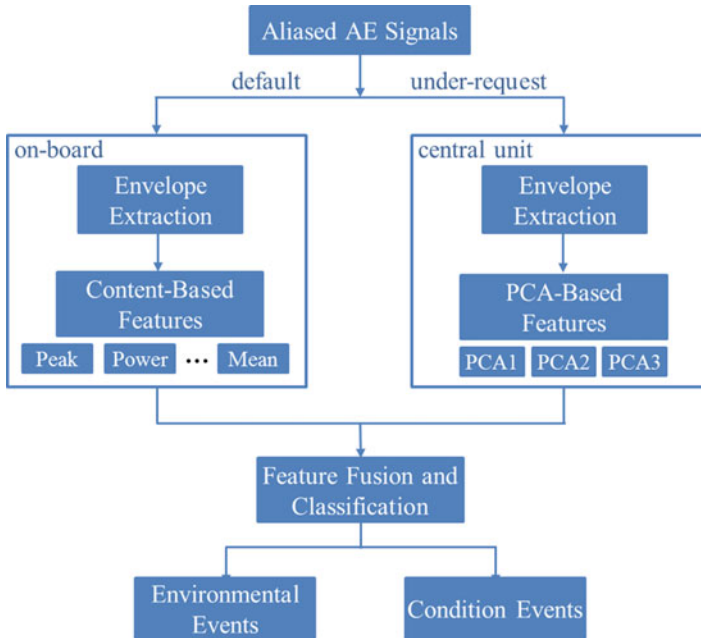 Aliased AE Signals
default
under-request
on-board
Envelope
Extraction
Content-Based
Features
Peak
Power
...
Mean
central unit
Envelope
Extraction
PCA-Based
Features
PCA1
PCA2
PCA3
Feature Fusion and
Classification
Environmental
Events
Condition Events